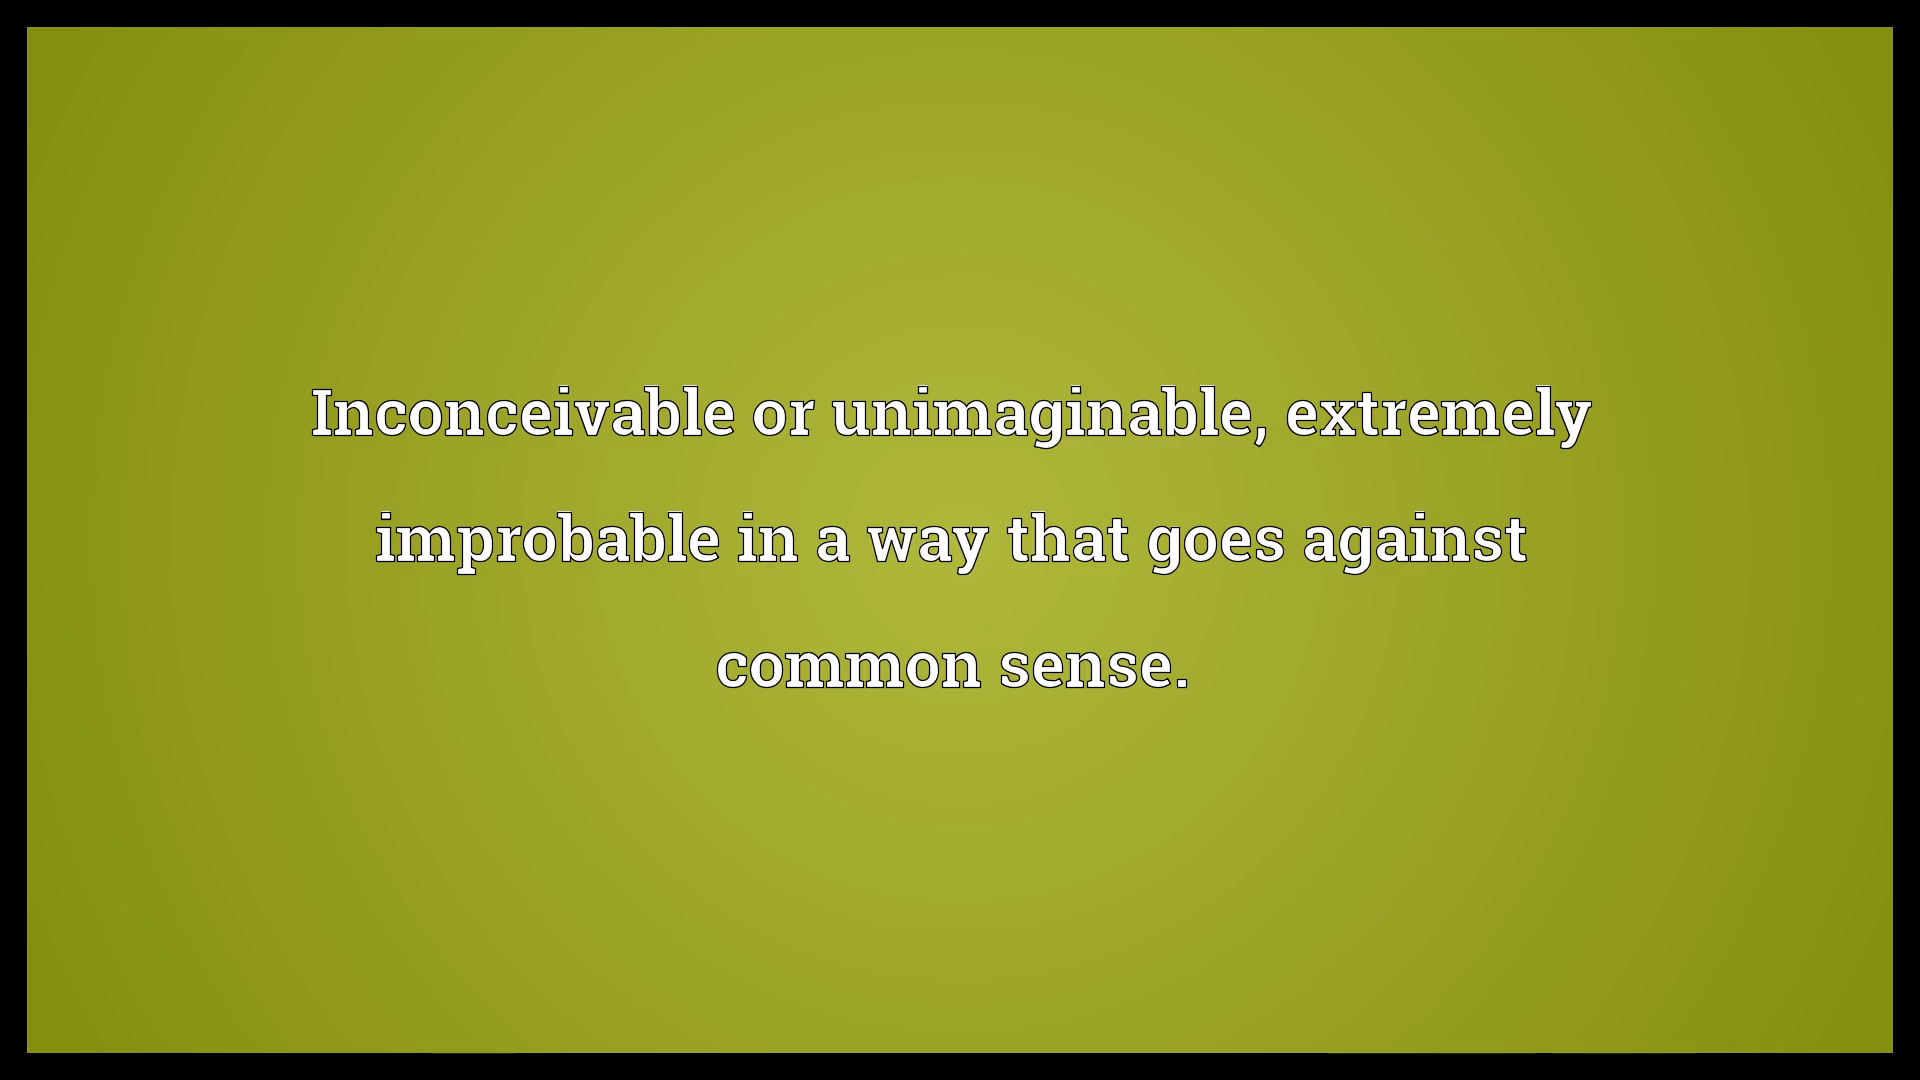 Inconceivable or unimaginable, extremely
improbable in a way that goes against
common sense.